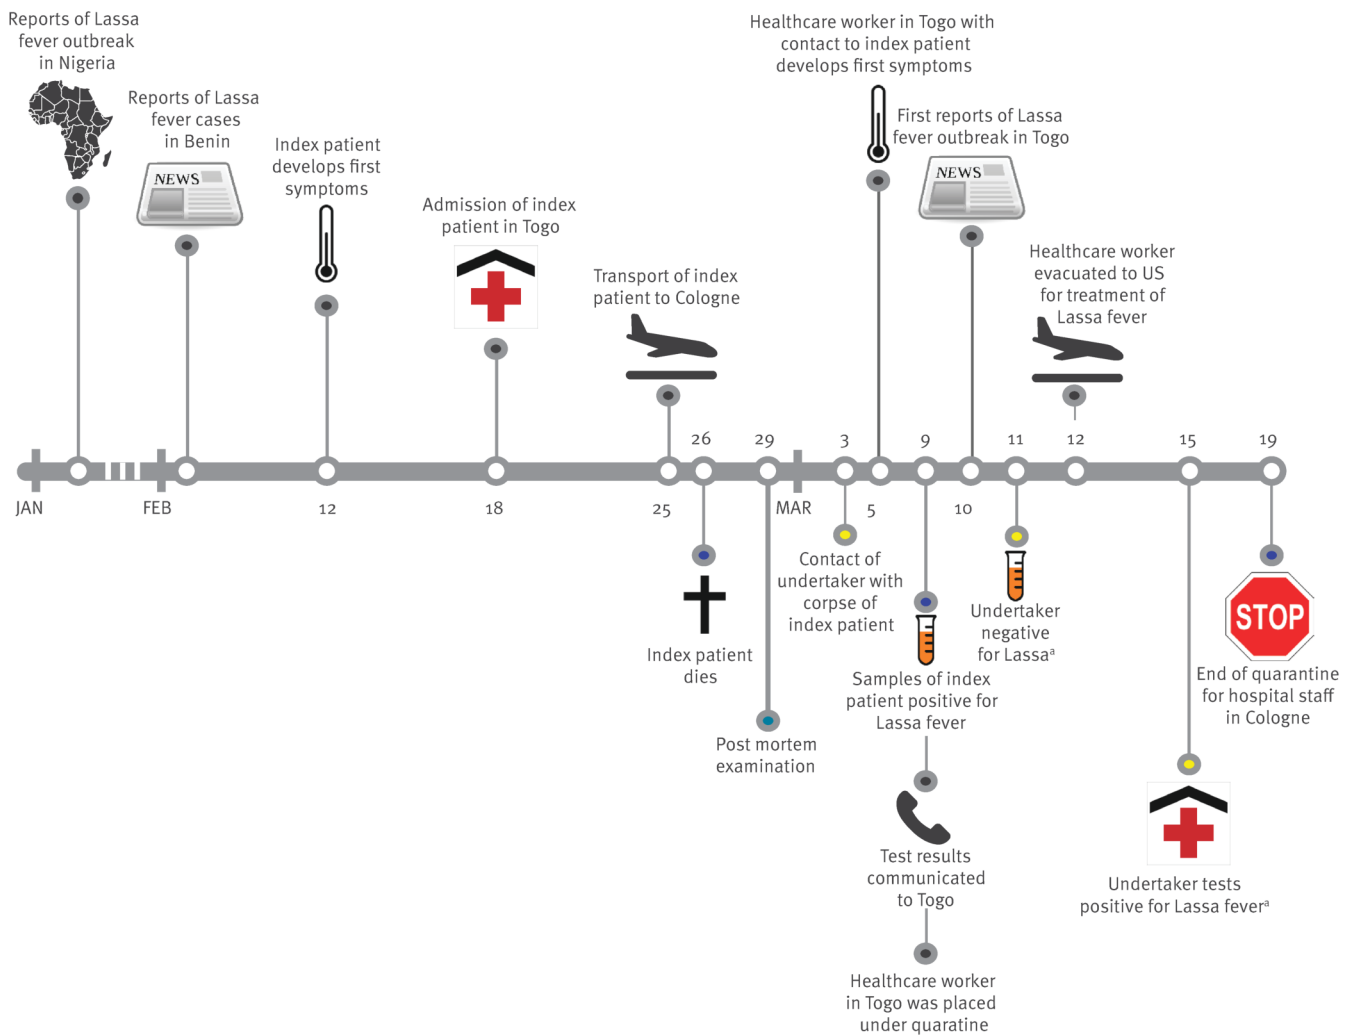 Reports of Lassa
fever outbreak
in Nigeria
Reports of Lassa
fever cases
in Benin
NEWS
Index patient
develops first
symptoms
Admission of index
patient in Togo
Transport of index
patient to Cologne
Healthcare worker in Togo with
contact to index patient
develops first symptoms
First reports of Lassa
fever outbreak in Togo
NEWS
Healthcare worker
evacuated to US
for treatment of
Lassa fever
26
29
3
9
11
12
15
19
JAN
FEB
12
18
25
MAR
5
10
Index patient
dies
Post mortem
examination
Contact of
undertaker with
corpse of
index patient
Samples of index
patient positive for
Lassa fever
Test results
communicated
to Togo
Healthcare worker
in Togo was placed
under quaratine
Undertaker
negative
for Lassaᵃ
Undertaker tests
positive for Lassa feverᵃ
STOP
End of quarantine
for hospital staff
in Cologne